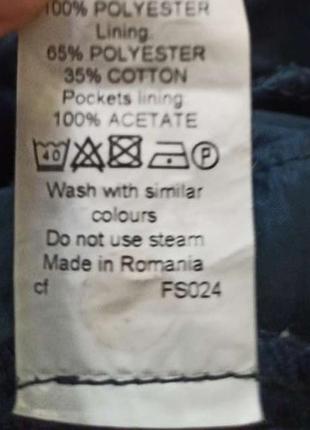 100% POLYESTER
Lining
65% POLYESTER
35% COTTON
Pockets lining
100% ACETATE
40 P
Wash with similar
colours
Do not use steam
Made in Romania
cf FS024